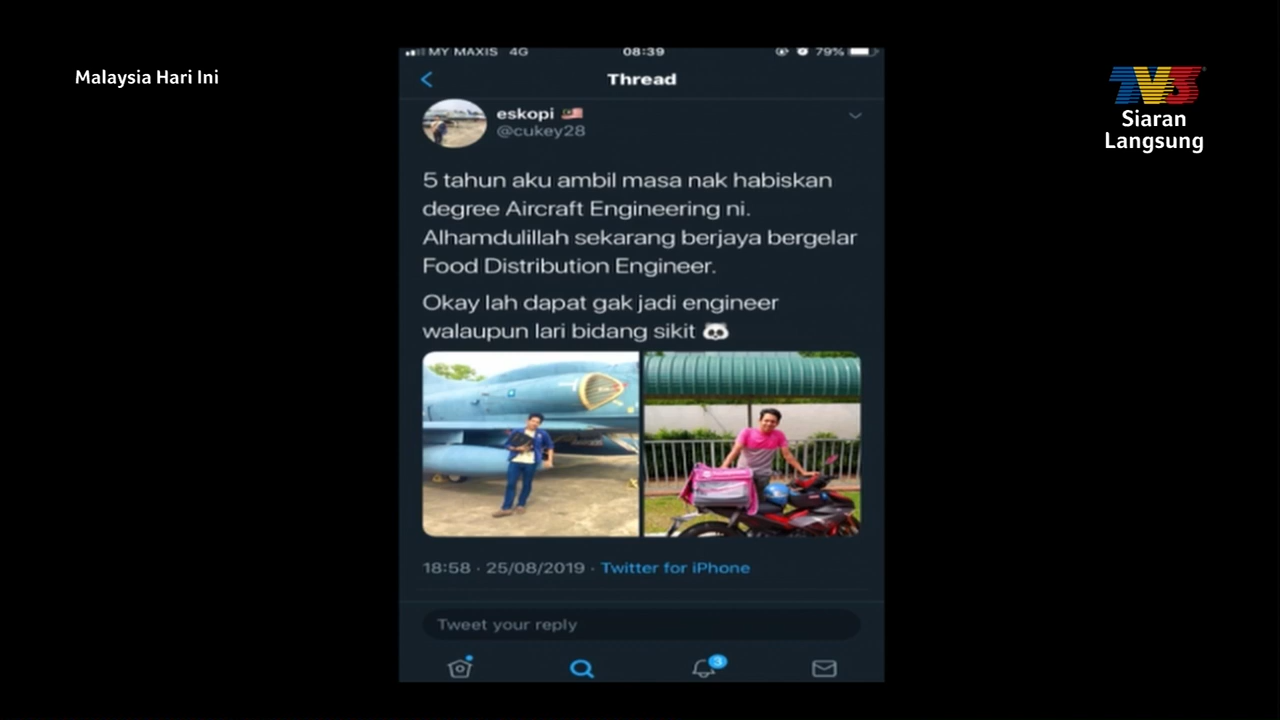 Malaysia Hari Ini
TV3
Siaran
Langsung
MY MAXIS 4G 08:39 79%
Thread
eskopi 🇲🇾
@cukey28
5 tahun aku ambil masa nak habiskan
degree Aircraft Engineering ni.
Alhamdulillah sekarang berjaya bergelar
Food Distribution Engineer.
Okay lah dapat gak jadi engineer
walaupun lari bidang sikit 🐼
18:58 · 25/08/2019 · Twitter for iPhone
Tweet your reply
3